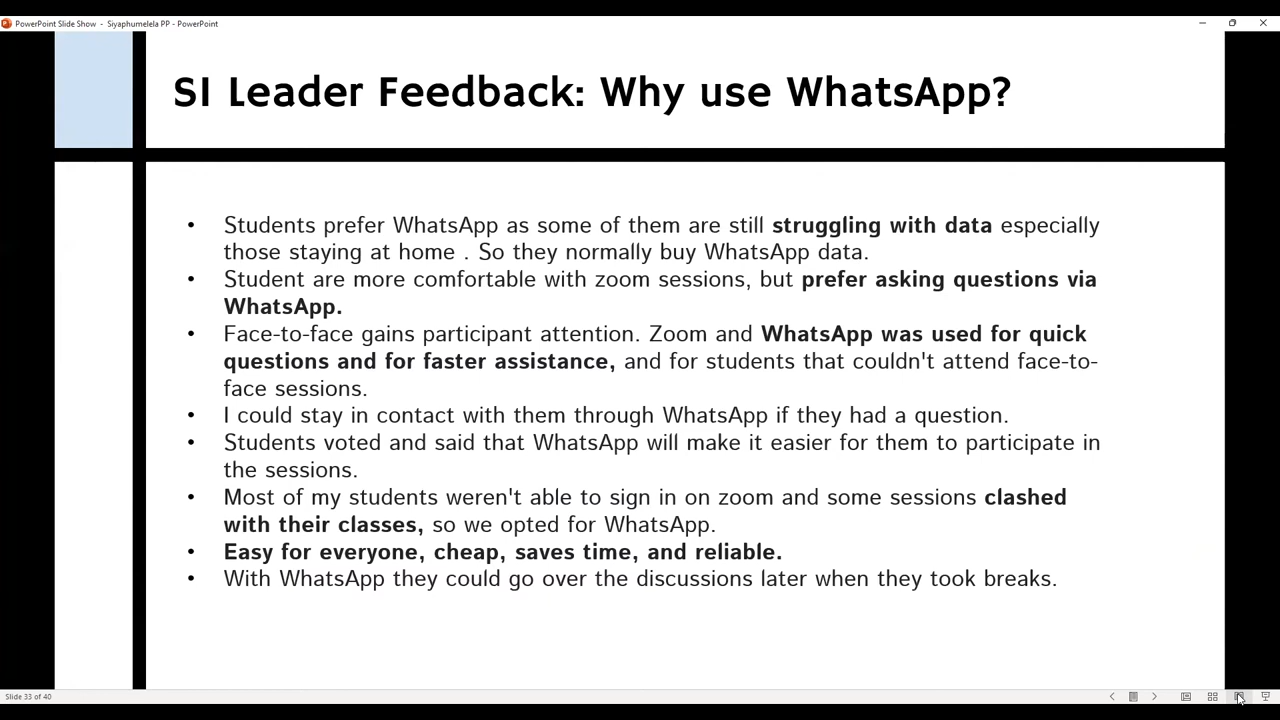 PowerPoint Slide Show - Siyaphumelela PP - PowerPoint
SI Leader Feedback: Why use WhatsApp?
• Students prefer WhatsApp as some of them are still struggling with data especially
those staying at home . So they normally buy WhatsApp data.
• Student are more comfortable with zoom sessions, but prefer asking questions via
WhatsApp.
• Face-to-face gains participant attention. Zoom and WhatsApp was used for quick
questions and for faster assistance, and for students that couldn't attend face-to-
face sessions.
• I could stay in contact with them through WhatsApp if they had a question.
• Students voted and said that WhatsApp will make it easier for them to participate in
the sessions.
• Most of my students weren't able to sign in on zoom and some sessions clashed
with their classes, so we opted for WhatsApp.
• Easy for everyone, cheap, saves time, and reliable.
• With WhatsApp they could go over the discussions later when they took breaks.
Slide 33 of 40